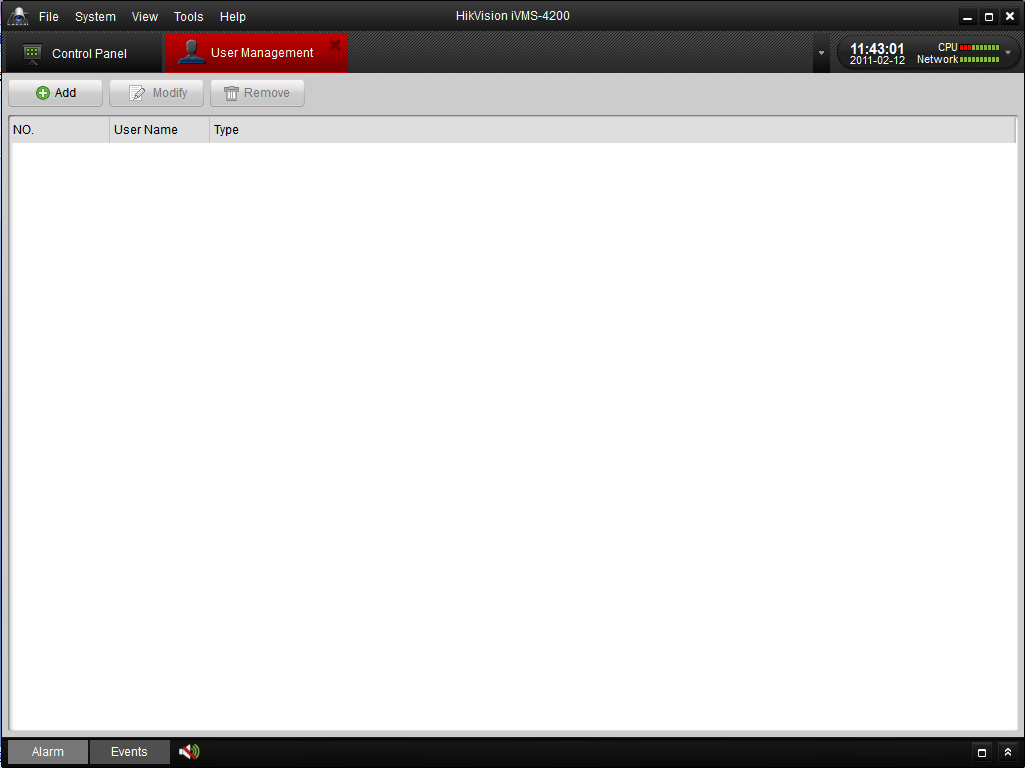 File System View Tools Help HikVision iVMS-4200
Control Panel User Management 11:43:01 CPU
2011-02-12 Network
Add Modify Remove
NO. User Name Type
Alarm Events